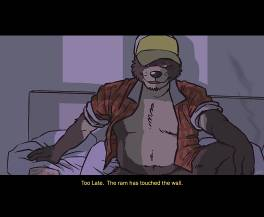 Too Late.  The ram has touched the wall.